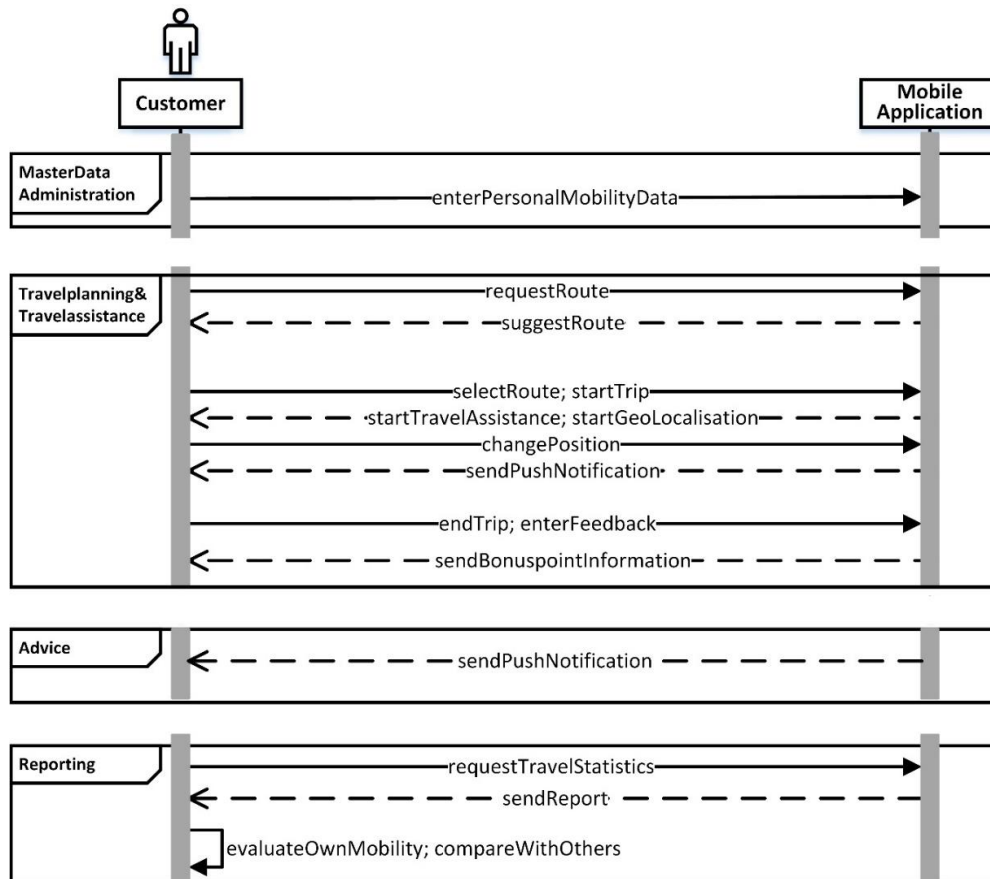 Customer
Mobile
Application
MasterData
Administration
enterPersonalMobilityData
Travelplanning&
Travelassistance
requestRoute
suggestRoute
selectRoute; startTrip
startTravelAssistance; startGeoLocalisation
changePosition
sendPushNotification
endTrip; enterFeedback
sendBonuspointInformation
Advice
sendPushNotification
Reporting
requestTravelStatistics
sendReport
evaluateOwnMobility; compareWithOthers